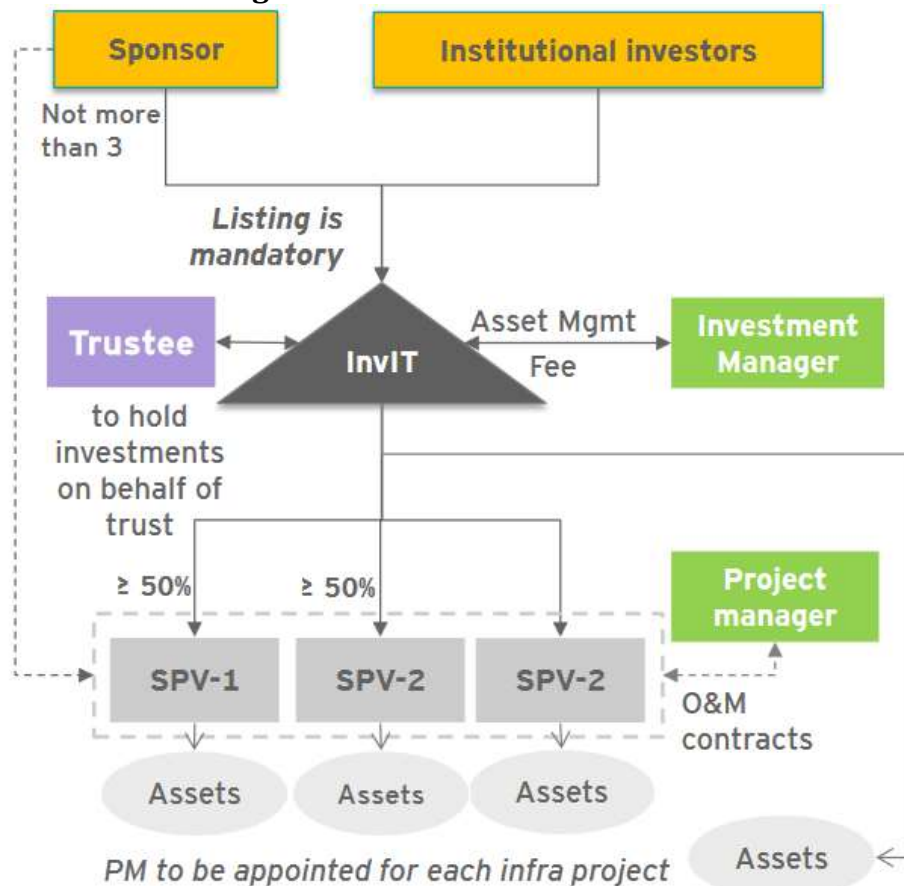 Sponsor
Institutional investors
Not more
than 3
Listing is
mandatory
Trustee
InvIT
Asset Mgmt
Fee
Investment
Manager
to hold
investments
on behalf of
trust
≥ 50%
≥ 50%
Project
manager
SPV-1
SPV-2
SPV-2
O&M
contracts
Assets
Assets
Assets
Assets
PM to be appointed for each infra project